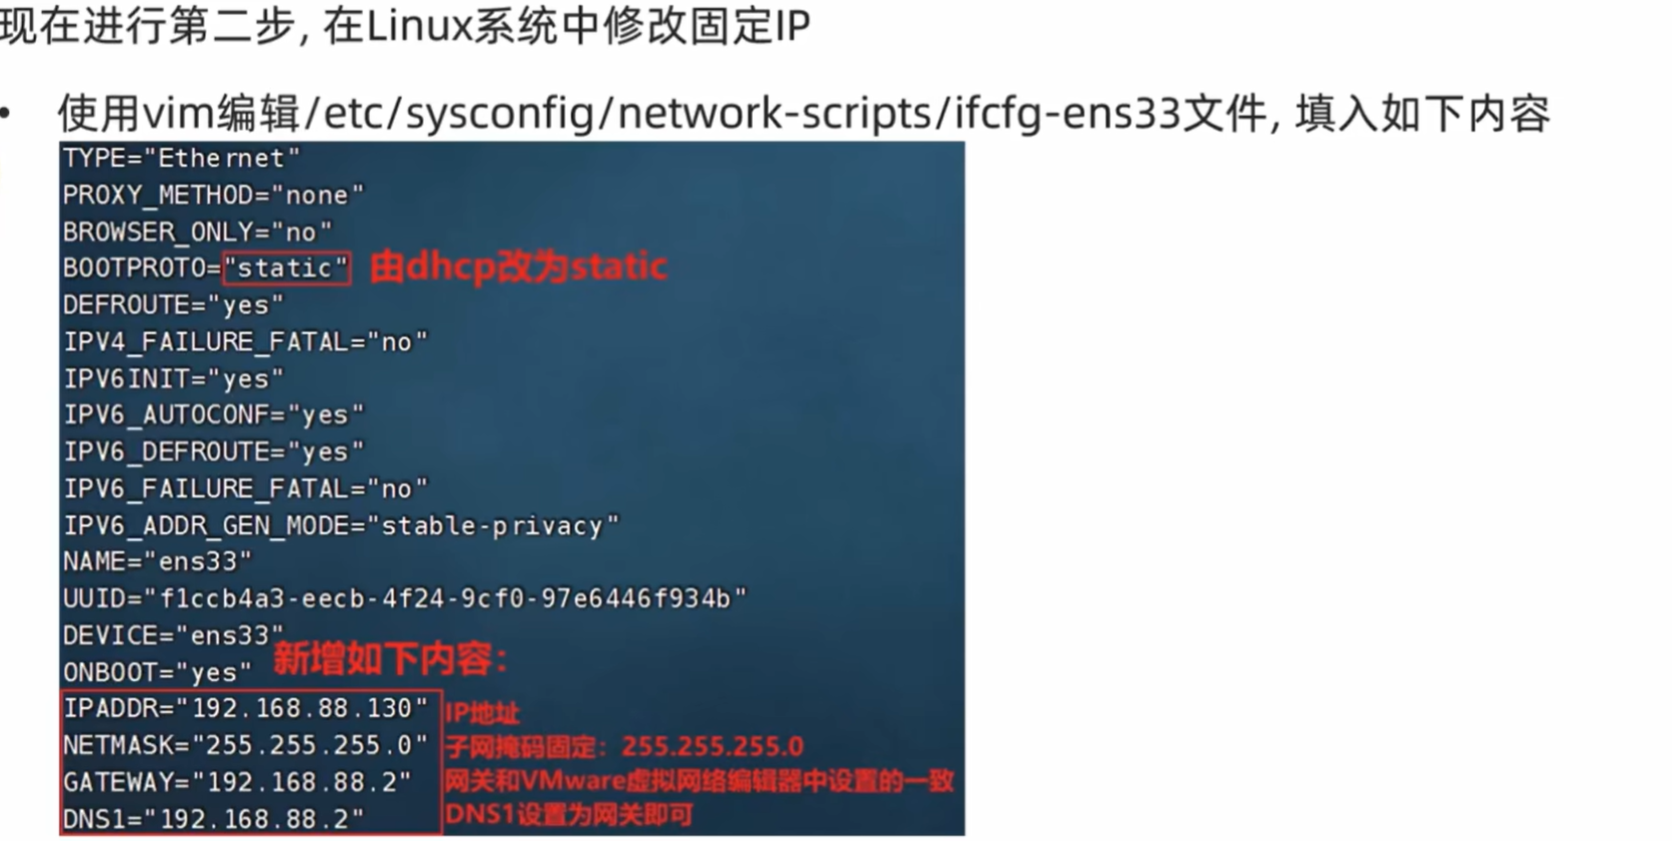 现在进行第二步, 在Linux系统中修改固定IP
• 使用vim编辑/etc/sysconfig/network-scripts/ifcfg-ens33文件, 填入如下内容
TYPE="Ethernet"
PROXY_METHOD="none"
BROWSER_ONLY="no"
BOOTPROTO="static" 由dhcp改为static
DEFROUTE="yes"
IPV4_FAILURE_FATAL="no"
IPV6INIT="yes"
IPV6_AUTOCONF="yes"
IPV6_DEFROUTE="yes"
IPV6_FAILURE_FATAL="no"
IPV6_ADDR_GEN_MODE="stable-privacy"
NAME="ens33"
UUID="f1ccb4a3-eecb-4f24-9cf0-97e6446f934b"
DEVICE="ens33"
ONBOOT="yes" 新增如下内容：
IPADDR="192.168.88.130" IP地址
NETMASK="255.255.255.0" 子网掩码固定：255.255.255.0
GATEWAY="192.168.88.2" 网关和VMware虚拟网络编辑器中设置的一致
DNS1="192.168.88.2" DNS1设置为网关即可